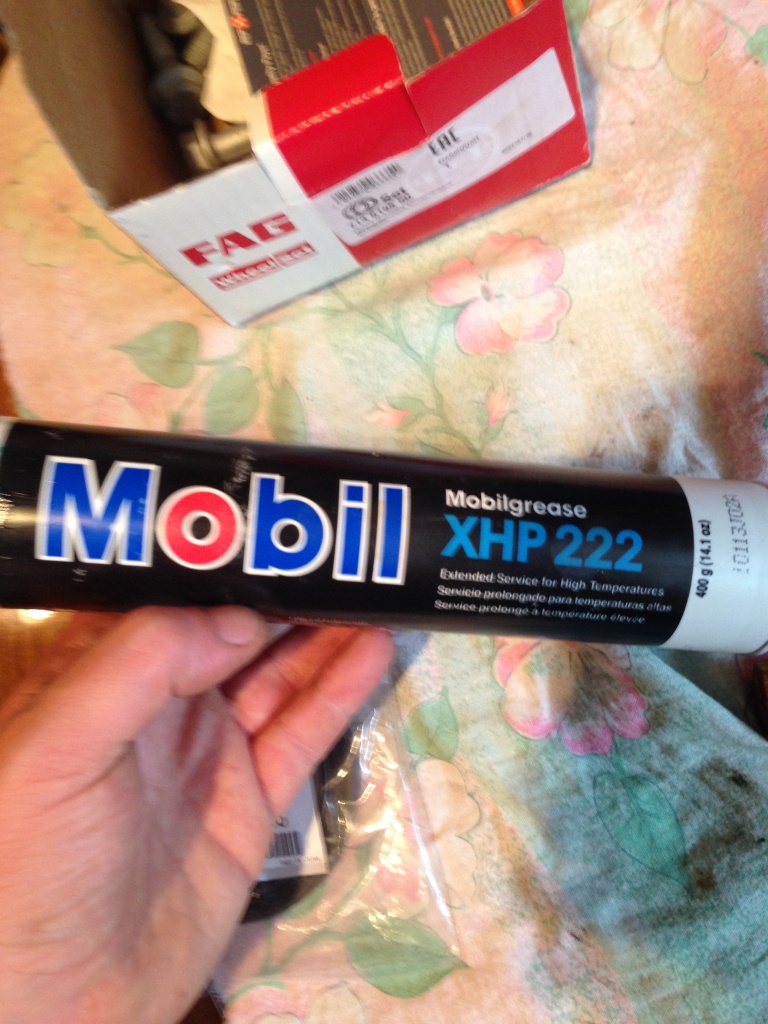 FAG
Wheel Set
EAC
Set
Mobil
Mobilgrease
XHP 222
Extended Service for High Temperatures
Servicio prolongado para temperaturas altas
Service prolongé à température élevée
400 g (14.1 oz)